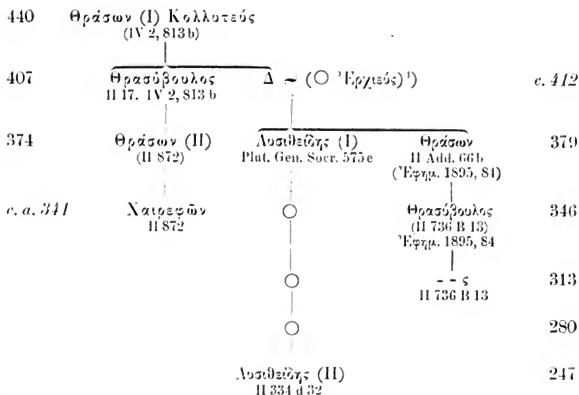 440 Θράσων (I) Κολλυτεύς
(IV 2, 813 b)
407 Θρασύβουλος Δ ~ (○ Ἐρχιεύς)¹) c. 412
II 17. IV 2, 813 b
374 Θράσων (II) Λυσιθείδης (I) Θράσων 379
(II 872) Plut. Gen. Socr. 575 e II Add. 66 b
(Ἐφημ. 1895, 84)
c. a. 341 Χαιρεφῶν ○ Θρασύβουλος 346
II 872 (II 736 B 13)
Ἐφημ. 1895, 84
○ - - ς 313
II 736 B 13
○ 280
Λυσιθείδης (II) 247
II 334 d 32